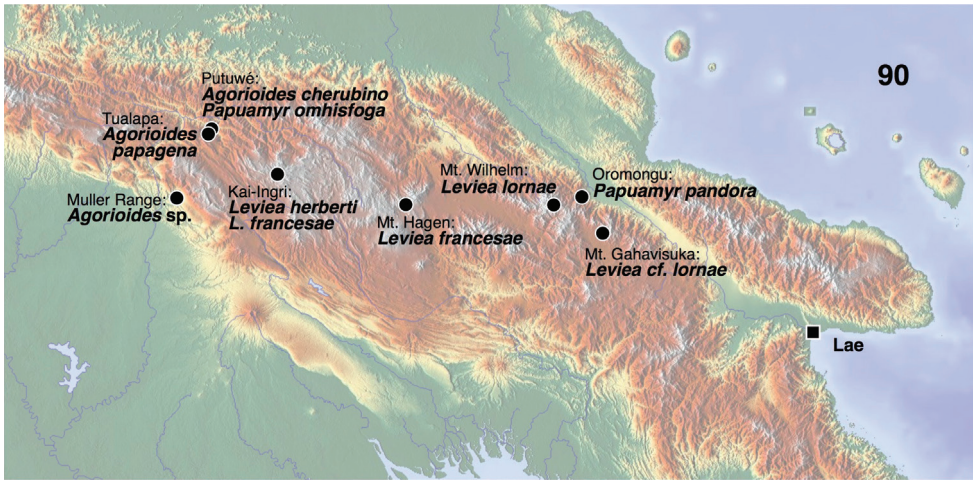 90
Putuwé:
Agorioides cherubino
Papuamyr omhisfoga
Tualapa:
Agorioides
papagena
Muller Range:
Agorioides sp.
Kai-Ingri:
Leviea herberti
L. francesae
Mt. Hagen:
Leviea francesae
Mt. Wilhelm:
Leviea lornae
Oromongu:
Papuamyr pandora
Mt. Gahavisuka:
Leviea cf. lornae
Lae